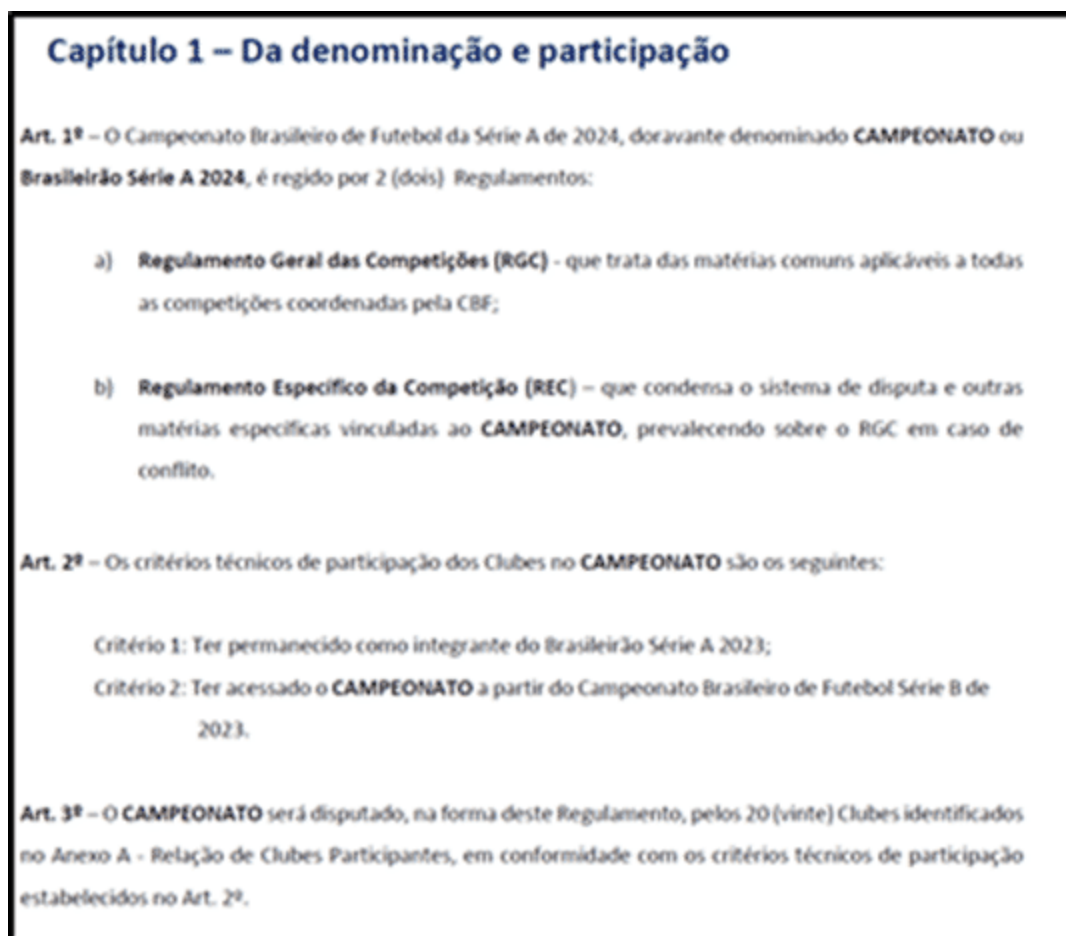 Capítulo 1 – Da denominação e participação
Art. 1º – O Campeonato Brasileiro de Futebol da Série A de 2024, doravante denominado CAMPEONATO ou
Brasileirão Série A 2024, é regido por 2 (dois) Regulamentos:
a) Regulamento Geral das Competições (RGC) - que trata das matérias comuns aplicáveis a todas
as competições coordenadas pela CBF;
b) Regulamento Específico da Competição (REC) – que condensa o sistema de disputa e outras
matérias específicas vinculadas ao CAMPEONATO, prevalecendo sobre o RGC em caso de
conflito.
Art. 2º – Os critérios técnicos de participação dos Clubes no CAMPEONATO são os seguintes:
Critério 1: Ter permanecido como integrante do Brasileirão Série A 2023;
Critério 2: Ter acessado o CAMPEONATO a partir do Campeonato Brasileiro de Futebol Série B de
2023.
Art. 3º – O CAMPEONATO será disputado, na forma deste Regulamento, pelos 20 (vinte) Clubes identificados
no Anexo A - Relação de Clubes Participantes, em conformidade com os critérios técnicos de participação
estabelecidos no Art. 2º.